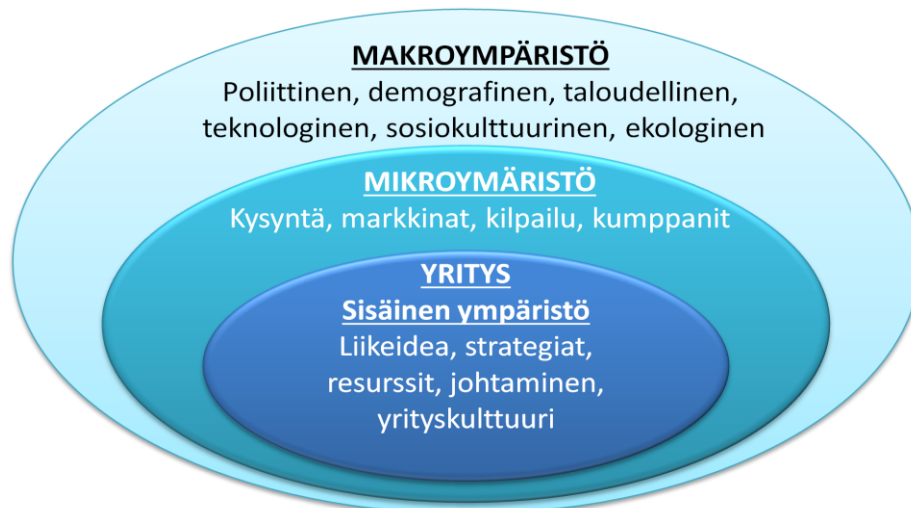 MAKROYMPÄRISTÖ
Poliittinen, demografinen, taloudellinen,
teknologinen, sosiokulttuurinen, ekologinen
MIKROYMÄRISTÖ
Kysyntä, markkinat, kilpailu, kumppanit
YRITYS
Sisäinen ympäristö
Liikeidea, strategiat,
resurssit, johtaminen,
yrityskulttuuri